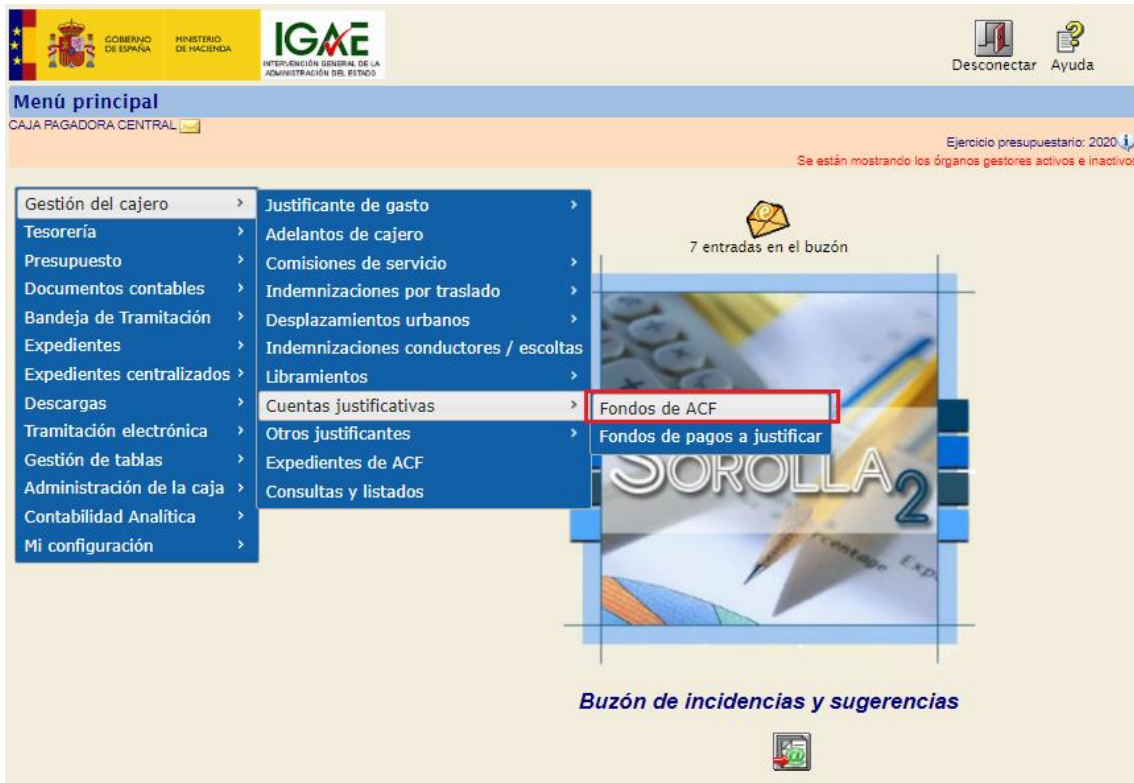 GOBIERNO
DE ESPAÑA
MINISTERIO
DE HACIENDA
IGAE
INTERVENCIÓN GENERAL DE LA
ADMINISTRACIÓN DEL ESTADO
Desconectar
Ayuda
Menú principal
CAJA PAGADORA CENTRAL
Ejercicio presupuestario: 2020
Se están mostrando los órganos gestores activos e inactivos
Gestión del cajero
Tesorería
Presupuesto
Documentos contables
Bandeja de Tramitación
Expedientes
Expedientes centralizados
Descargas
Tramitación electrónica
Gestión de tablas
Administración de la caja
Contabilidad Analítica
Mi configuración
Justificante de gasto
Adelantos de cajero
Comisiones de servicio
Indemnizaciones por traslado
Desplazamientos urbanos
Indemnizaciones conductores / escoltas
Libramientos
Cuentas justificativas
Otros justificantes
Expedientes de ACF
Consultas y listados
Fondos de ACF
Fondos de pagos a justificar
7 entradas en el buzón
SOROLLA2
Buzón de incidencias y sugerencias